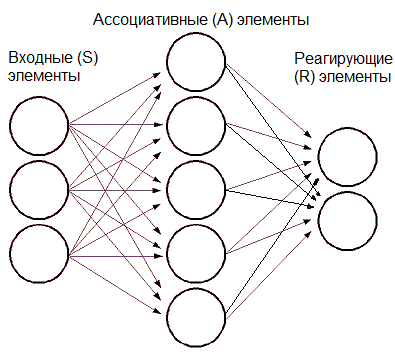 Ассоциативные (A) элементы
Входные (S)
элементы
Реагирующие
(R) элементы